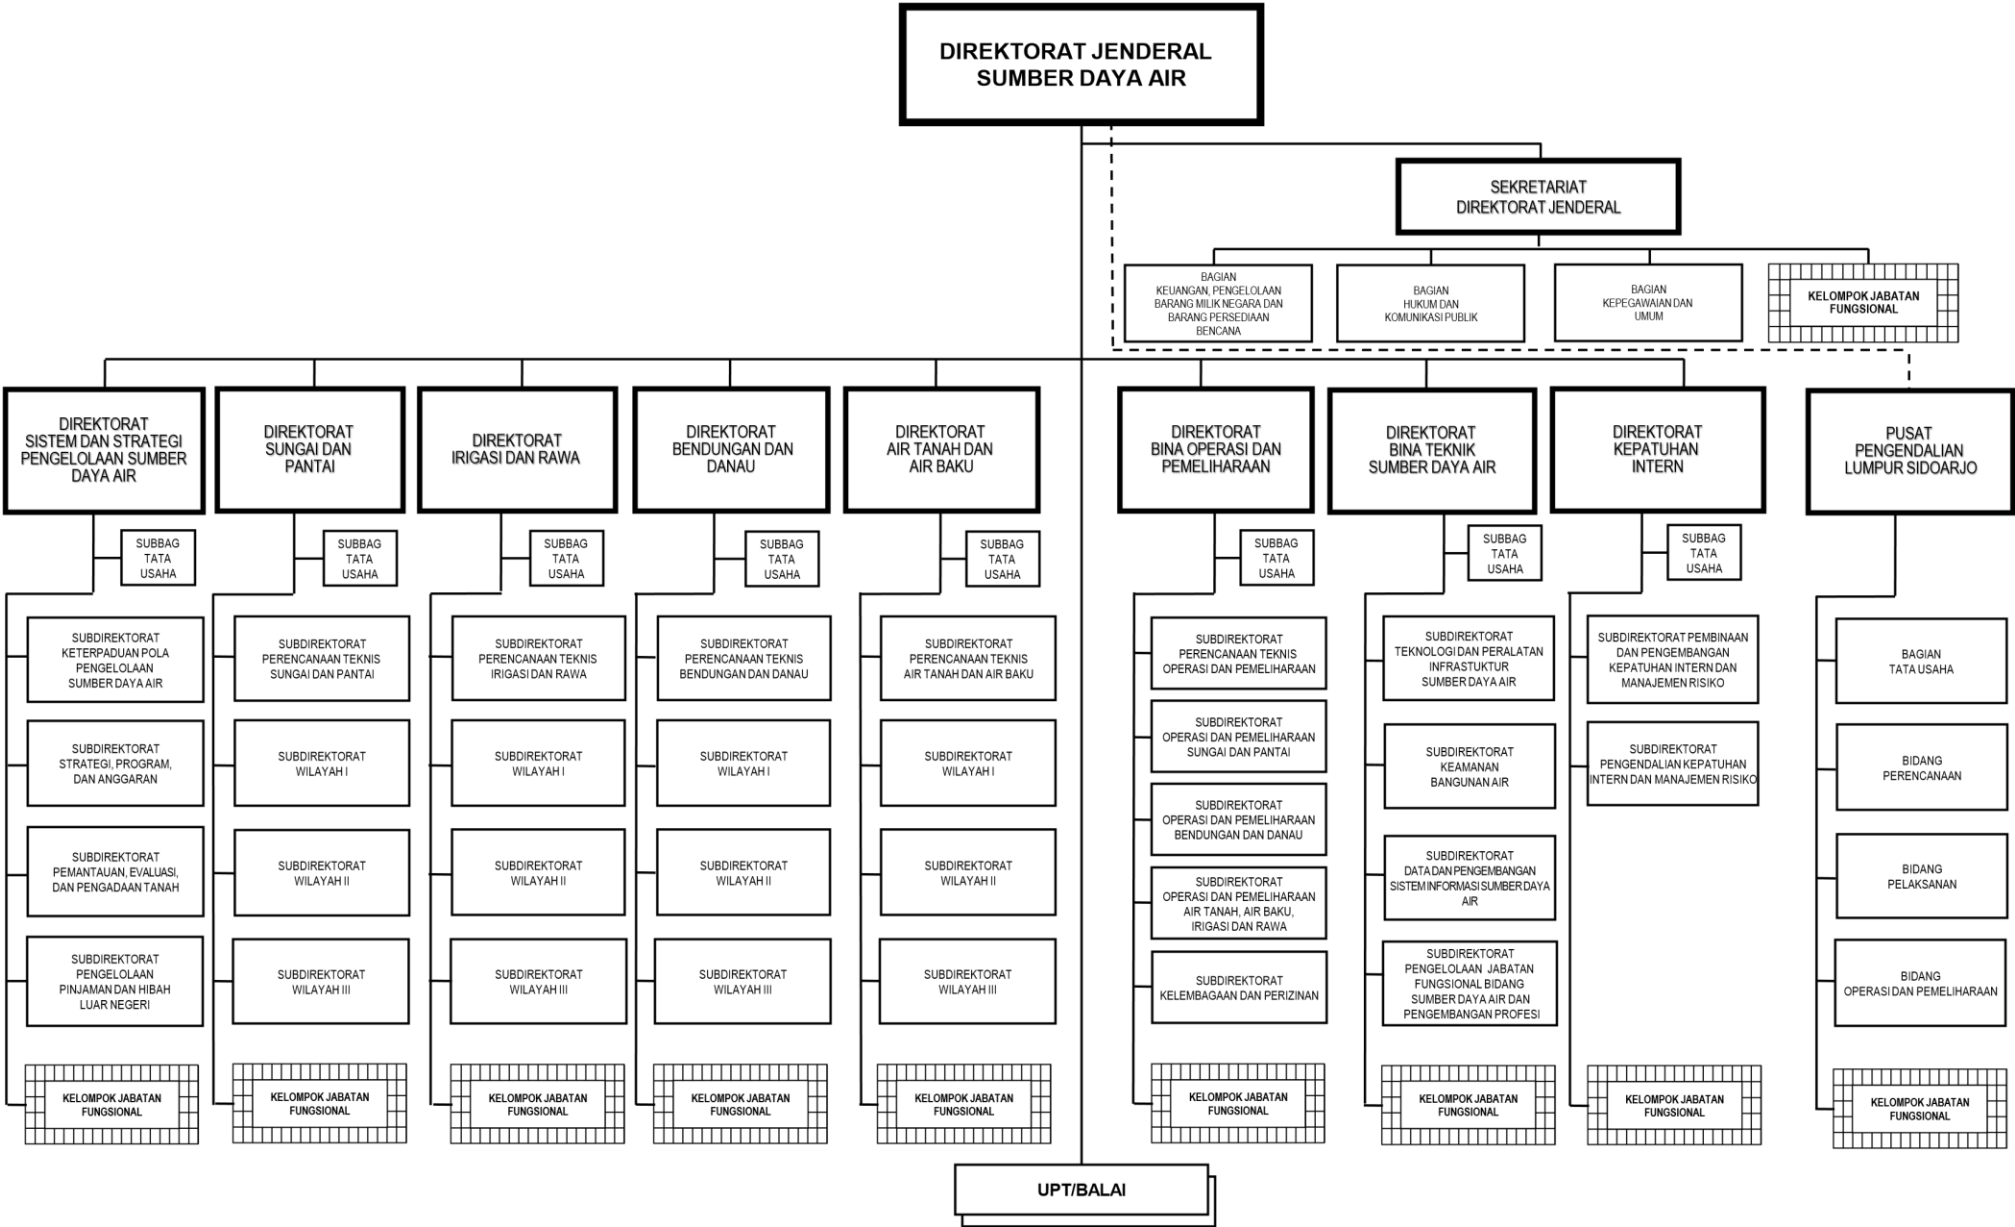 DIREKTORAT JENDERAL
SUMBER DAYA AIR
SEKRETARIAT
DIREKTORAT JENDERAL
BAGIAN
KEUANGAN, PENGELOLAAN
BARANG MILIK NEGARA DAN
BARANG PERSEDIAAN
BENCANA
BAGIAN
HUKUM DAN
KOMUNIKASI PUBLIK
BAGIAN
KEPEGAWAIAN DAN
UMUM
KELOMPOK JABATAN
FUNGSIONAL
DIREKTORAT
SISTEM DAN STRATEGI
PENGELOLAAN SUMBER
DAYA AIR
SUBBAG
TATA
USAHA
SUBDIREKTORAT
KETERPADUAN POLA
PENGELOLAAN
SUMBER DAYA AIR
SUBDIREKTORAT
STRATEGI, PROGRAM,
DAN ANGGARAN
SUBDIREKTORAT
PEMANTAUAN, EVALUASI,
DAN PENGADAAN TANAH
SUBDIREKTORAT
PENGELOLAAN
PINJAMAN DAN HIBAH
LUAR NEGERI
KELOMPOK JABATAN
FUNGSIONAL
DIREKTORAT
SUNGAI DAN
PANTAI
SUBBAG
TATA
USAHA
SUBDIREKTORAT
PERENCANAAN TEKNIS
SUNGAI DAN PANTAI
SUBDIREKTORAT
WILAYAH I
SUBDIREKTORAT
WILAYAH II
SUBDIREKTORAT
WILAYAH III
KELOMPOK JABATAN
FUNGSIONAL
DIREKTORAT
IRIGASI DAN RAWA
SUBBAG
TATA
USAHA
SUBDIREKTORAT
PERENCANAAN TEKNIS
IRIGASI DAN RAWA
SUBDIREKTORAT
WILAYAH I
SUBDIREKTORAT
WILAYAH II
SUBDIREKTORAT
WILAYAH III
KELOMPOK JABATAN
FUNGSIONAL
DIREKTORAT
BENDUNGAN DAN
DANAU
SUBBAG
TATA
USAHA
SUBDIREKTORAT
PERENCANAAN TEKNIS
BENDUNGAN DAN DANAU
SUBDIREKTORAT
WILAYAH I
SUBDIREKTORAT
WILAYAH II
SUBDIREKTORAT
WILAYAH III
KELOMPOK JABATAN
FUNGSIONAL
DIREKTORAT
AIR TANAH DAN
AIR BAKU
SUBBAG
TATA
USAHA
SUBDIREKTORAT
PERENCANAAN TEKNIS
AIR TANAH DAN AIR BAKU
SUBDIREKTORAT
WILAYAH I
SUBDIREKTORAT
WILAYAH II
SUBDIREKTORAT
WILAYAH III
KELOMPOK JABATAN
FUNGSIONAL
DIREKTORAT
BINA OPERASI DAN
PEMELIHARAAN
SUBBAG
TATA
USAHA
SUBDIREKTORAT
PERENCANAAN TEKNIS
OPERASI DAN PEMELIHARAAN
SUBDIREKTORAT
OPERASI DAN PEMELIHARAAN
SUNGAI DAN PANTAI
SUBDIREKTORAT
OPERASI DAN PEMELIHARAAN
BENDUNGAN DAN DANAU
SUBDIREKTORAT
OPERASI DAN PEMELIHARAAN
AIR TANAH, AIR BAKU,
IRIGASI DAN RAWA
SUBDIREKTORAT
KELEMBAGAAN DAN PERIZINAN
KELOMPOK JABATAN
FUNGSIONAL
DIREKTORAT
BINA TEKNIK
SUMBER DAYA AIR
SUBBAG
TATA
USAHA
SUBDIREKTORAT
TEKNOLOGI DAN PERALATAN
INFRASTUKTUR
SUMBER DAYA AIR
SUBDIREKTORAT
KEAMANAN
BANGUNAN AIR
SUBDIREKTORAT
DATA DAN PENGEMBANGAN
SISTEM INFORMASI SUMBER DAYA
AIR
SUBDIREKTORAT
PENGELOLAAN JABATAN
FUNGSIONAL BIDANG
SUMBER DAYA AIR DAN
PENGEMBANGAN PROFESI
KELOMPOK JABATAN
FUNGSIONAL
DIREKTORAT
KEPATUHAN
INTERN
SUBBAG
TATA
USAHA
SUBDIREKTORAT PEMBINAAN
DAN PENGEMBANGAN
KEPATUHAN INTERN DAN
MANAJEMEN RISIKO
SUBDIREKTORAT
PENGENDALIAN KEPATUHAN
INTERN DAN MANAJEMEN RISIKO
KELOMPOK JABATAN
FUNGSIONAL
PUSAT
PENGENDALIAN
LUMPUR SIDOARJO
BAGIAN
TATA USAHA
BIDANG
PERENCANAAN
BIDANG
PELAKSANAN
BIDANG
OPERASI DAN PEMELIHARAAN
KELOMPOK JABATAN
FUNGSIONAL
UPT/BALAI